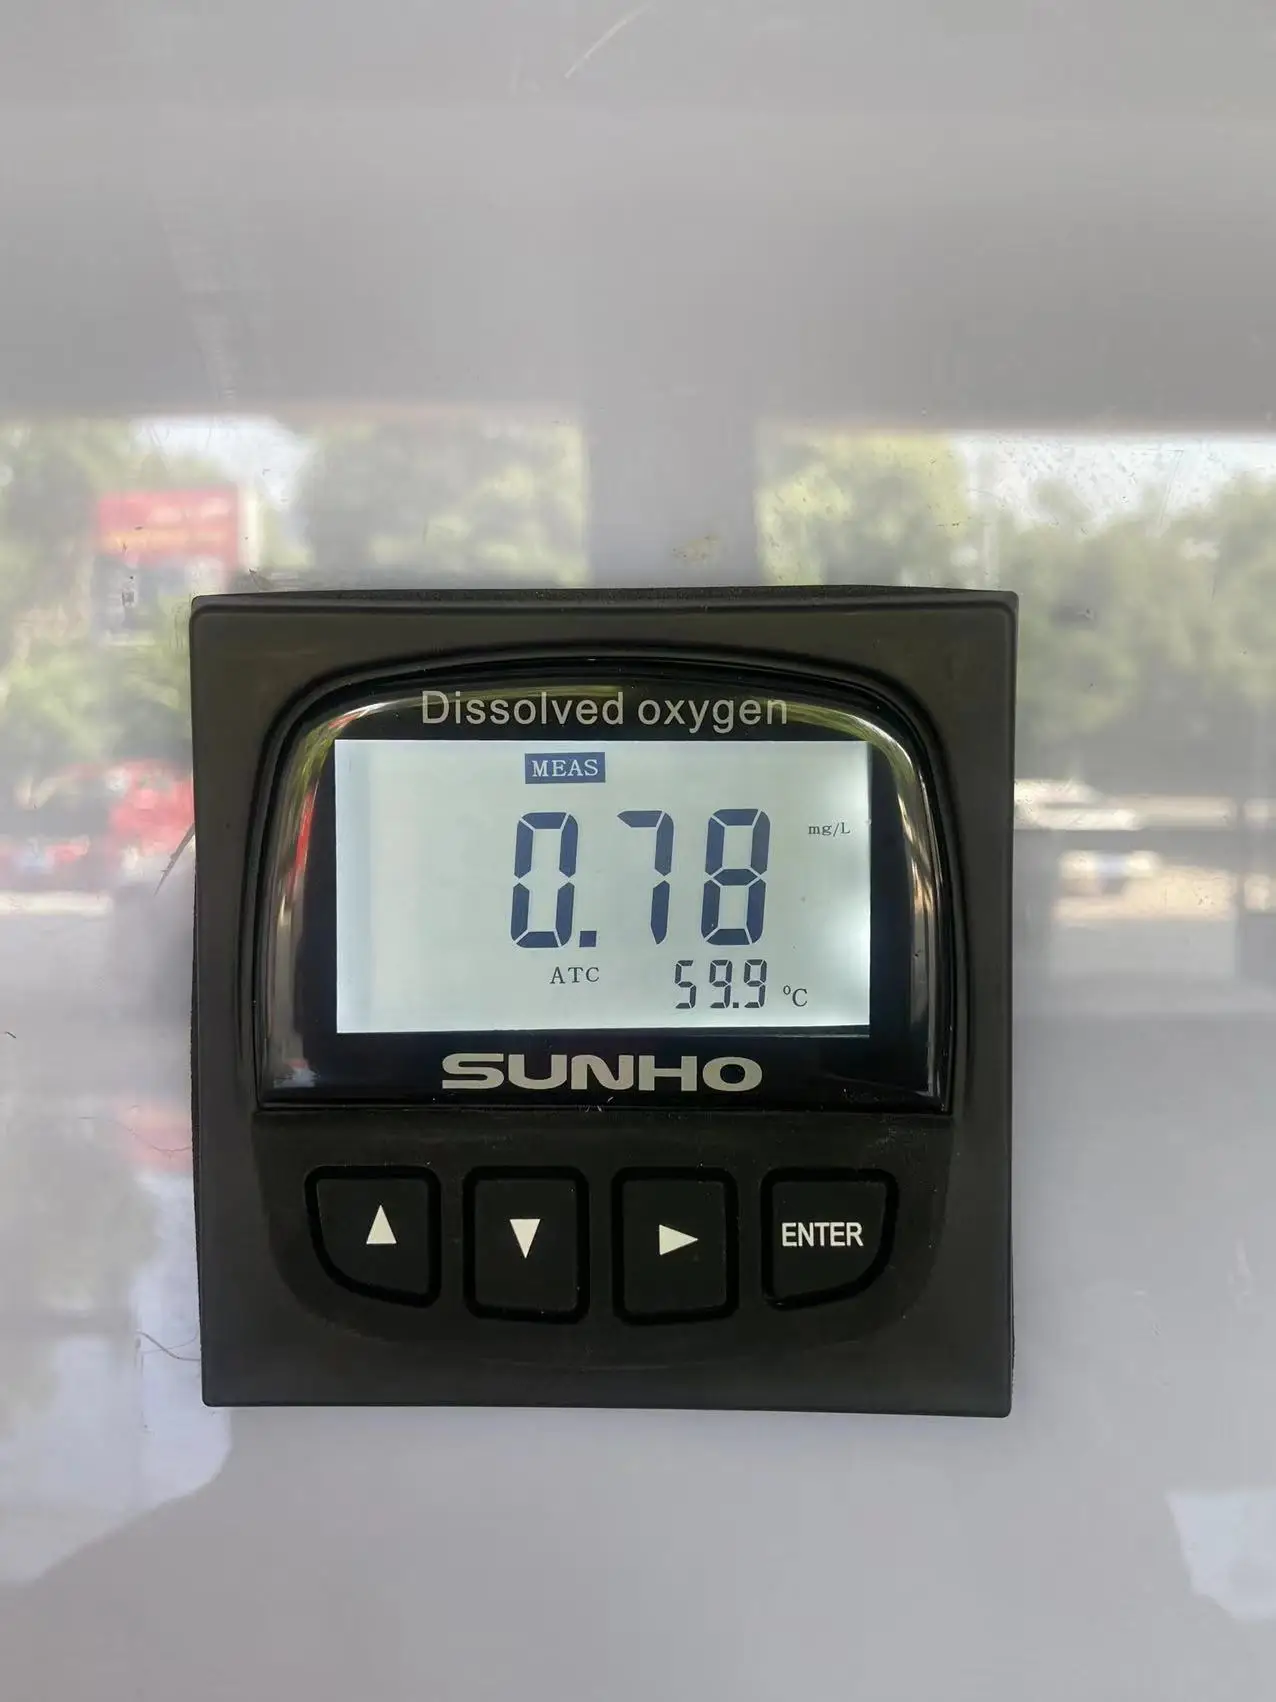 Dissolved oxygen
MEAS
0.78 mg/L
ATC 59.9 °C
SUNHO
▲ ▼ ▶ ENTER